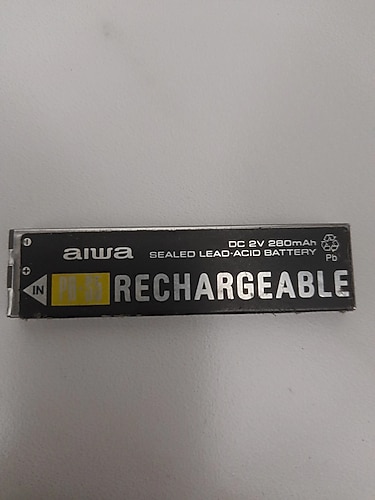 aiwa
DC 2V 280mAh
SEALED LEAD-ACID BATTERY
Pb
IN
RECHARGEABLE